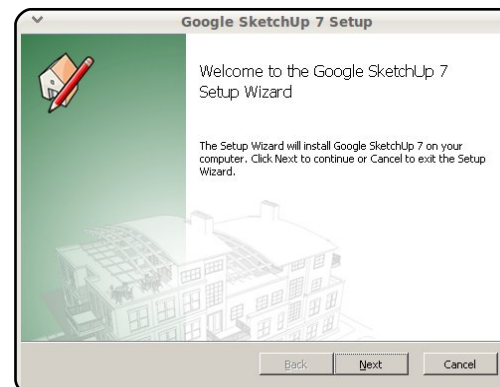 Google SketchUp 7 Setup
Welcome to the Google SketchUp 7
Setup Wizard
The Setup Wizard will install Google SketchUp 7 on your
computer. Click Next to continue or Cancel to exit the Setup
Wizard.
Back Next Cancel